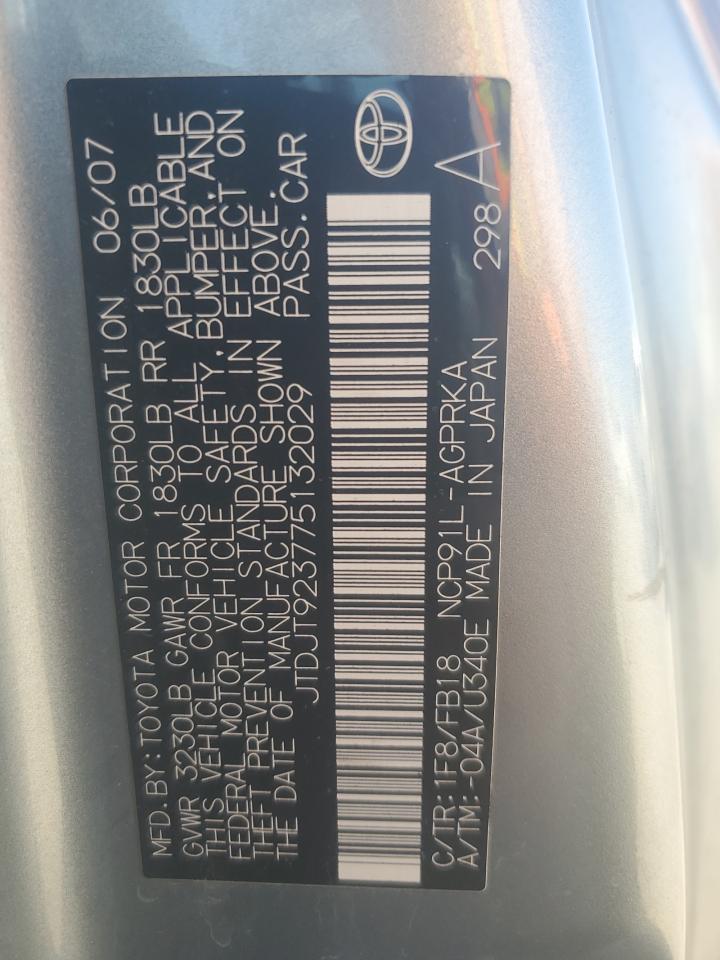 MFD.BY:TOYOTA MOTOR CORPORATION 06/07
GVWR 3230LB GAWR FR 1830LB RR 1830LB
THIS VEHICLE CONFORMS TO ALL APPLICABLE
FEDERAL MOTOR VEHICLE SAFETY, BUMPER, AND
THEFT PREVENTION STANDARDS IN EFFECT ON
THE DATE OF MANUFACTURE SHOWN ABOVE.
JTDJT923775132029 PASS.CAR
C/TR:1F8/FB18 NCP91L-AGPRKA
A/TM:-04A/U340E MADE IN JAPAN 298 A